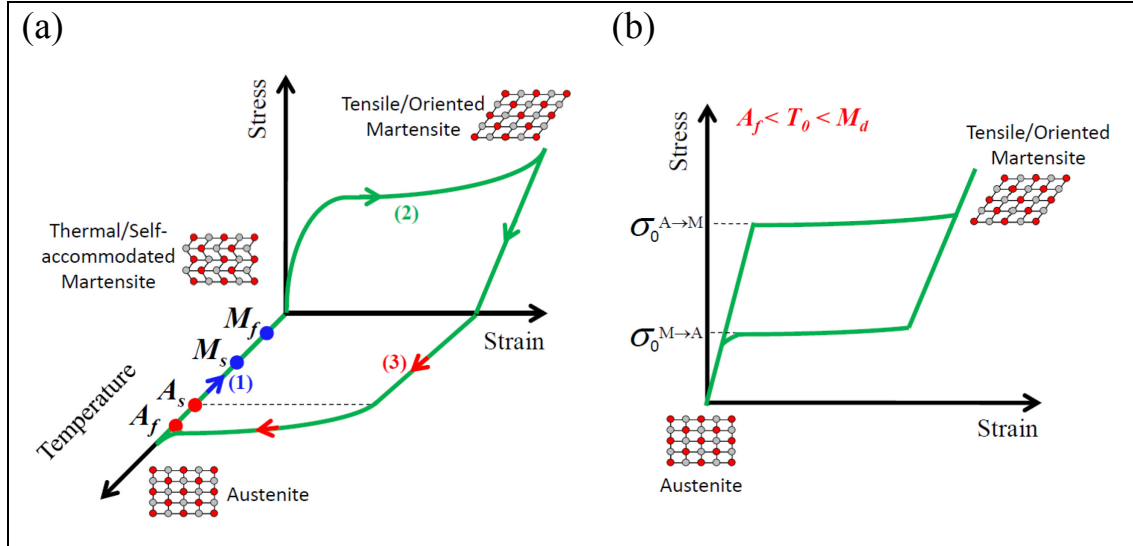 (a)
Stress
Tensile/Oriented
Martensite
(2)
Thermal/Self-
accommodated
Martensite
M_f
M_s
(1)
A_s
A_f
(3)
Strain
Temperature
Austenite
(b)
Stress
A_f < T_0 < M_d
Tensile/Oriented
Martensite
σ_0^{A→M}
σ_0^{M→A}
Strain
Austenite